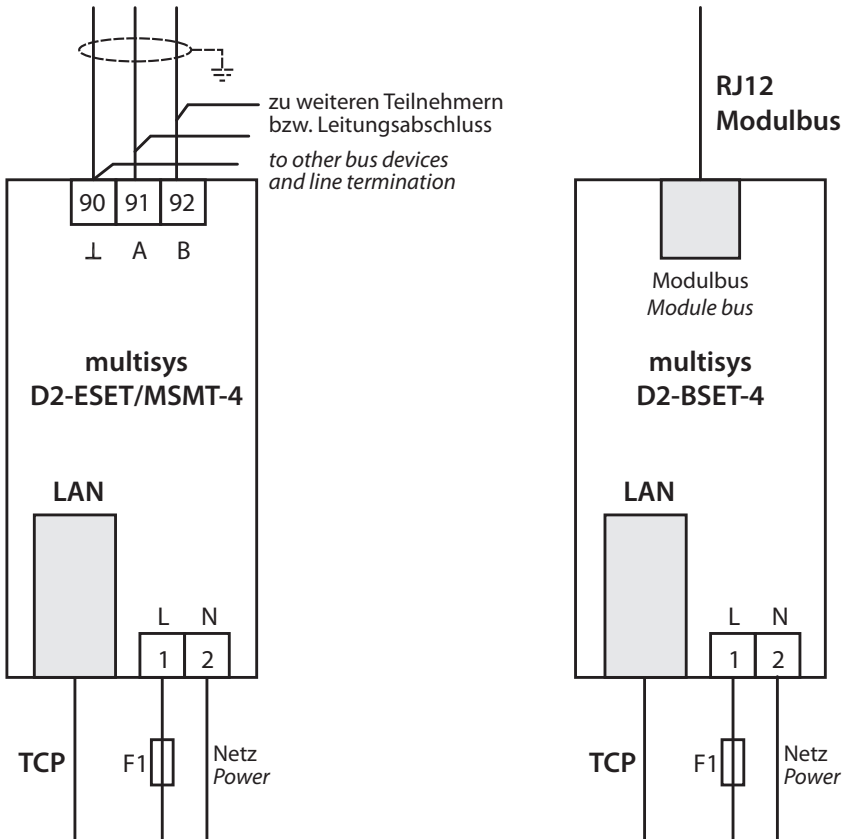 zu weiteren Teilnehmern
bzw. Leitungsabschluss
to other bus devices
and line termination
90 91 92
⊥ A B
multisys
D2-ESET/MSMT-4
LAN
L N
1 2
TCP
F1
Netz
Power
RJ12
Modulbus
Modulbus
Module bus
multisys
D2-BSET-4
LAN
L N
1 2
TCP
F1
Netz
Power